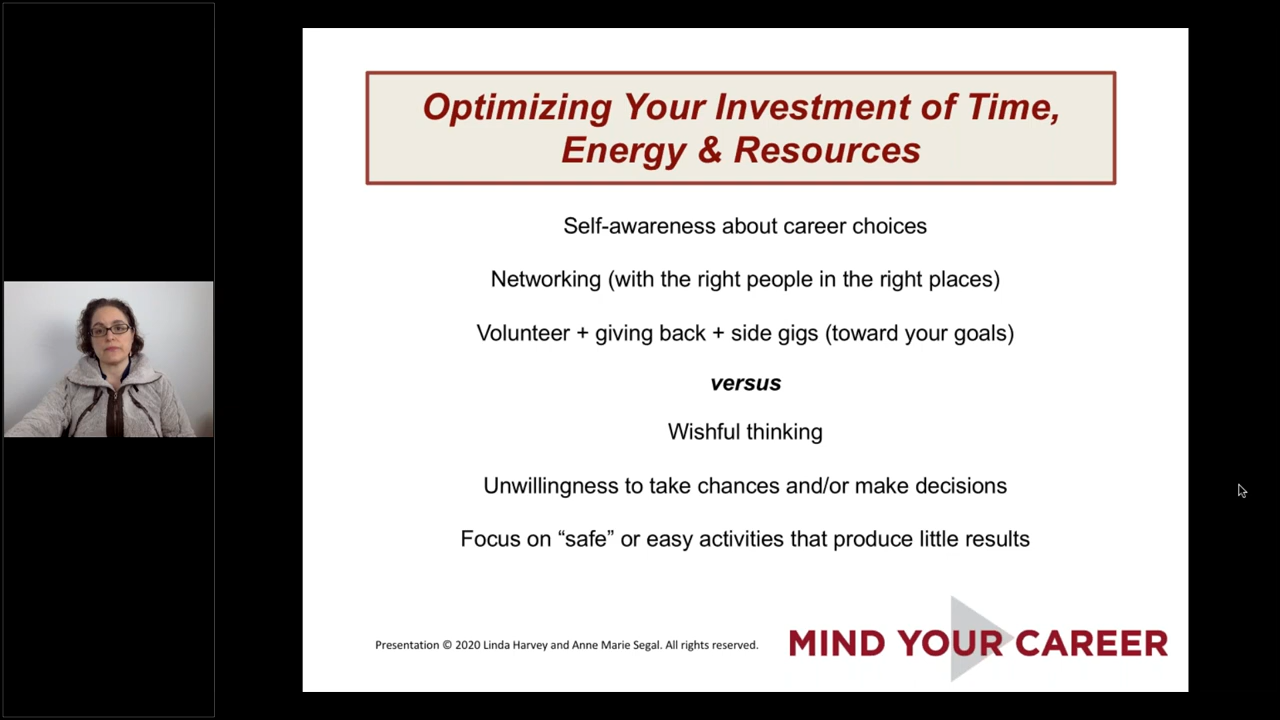 Optimizing Your Investment of Time,
Energy & Resources
Self-awareness about career choices
Networking (with the right people in the right places)
Volunteer + giving back + side gigs (toward your goals)
versus
Wishful thinking
Unwillingness to take chances and/or make decisions
Focus on “safe” or easy activities that produce little results
Presentation © 2020 Linda Harvey and Anne Marie Segal. All rights reserved.
MIND YOUR CAREER